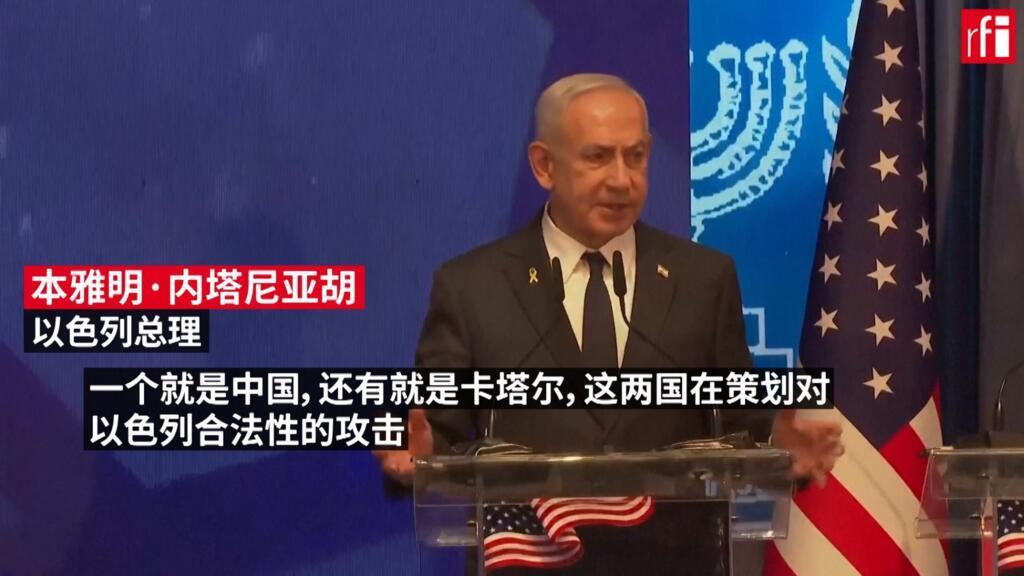 rfi
本雅明·内塔尼亚胡
以色列总理
一个就是中国，还有就是卡塔尔，这两国在策划对
以色列合法性的攻击